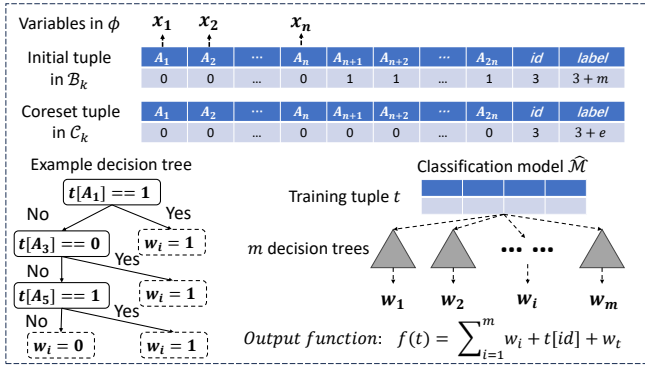 Variables in ϕ x₁ x₂ xₙ
Initial tuple in ℬₖ
A₁ A₂ ⋯ Aₙ Aₙ₊₁ Aₙ₊₂ ⋯ A₂ₙ id label
0 0 ... 0 1 1 ... 1 3 3 + m
Coreset tuple in 𝒞ₖ
A₁ A₂ ⋯ Aₙ Aₙ₊₁ Aₙ₊₂ ⋯ A₂ₙ id label
0 0 ... 0 0 0 ... 0 3 3 + e
Example decision tree
t[A₁] == 1
No Yes
t[A₃] == 0
wᵢ = 1
No Yes
t[A₅] == 1
wᵢ = 1
No Yes
wᵢ = 0
wᵢ = 1
Classification model ℳ̂
Training tuple t
m decision trees
••• •••
w₁ w₂ wᵢ wₘ
Output function: f(t) = ∑ᵢ₌₁ᵐ wᵢ + t[id] + wₜ